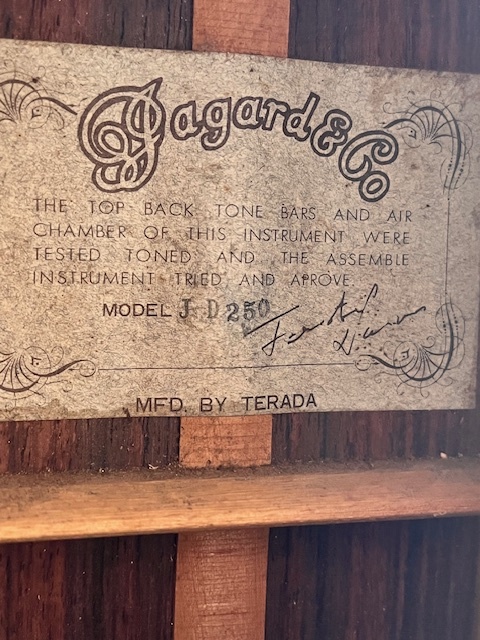 Jagard & Co
THE TOP BACK TONE BARS AND AIR
CHAMBER OF THIS INSTRUMENT WERE
TESTED TONED AND THE ASSEMBLE
INSTRUMENT TRIED AND APROVE.
MODEL J D 250
MFD. BY TERADA